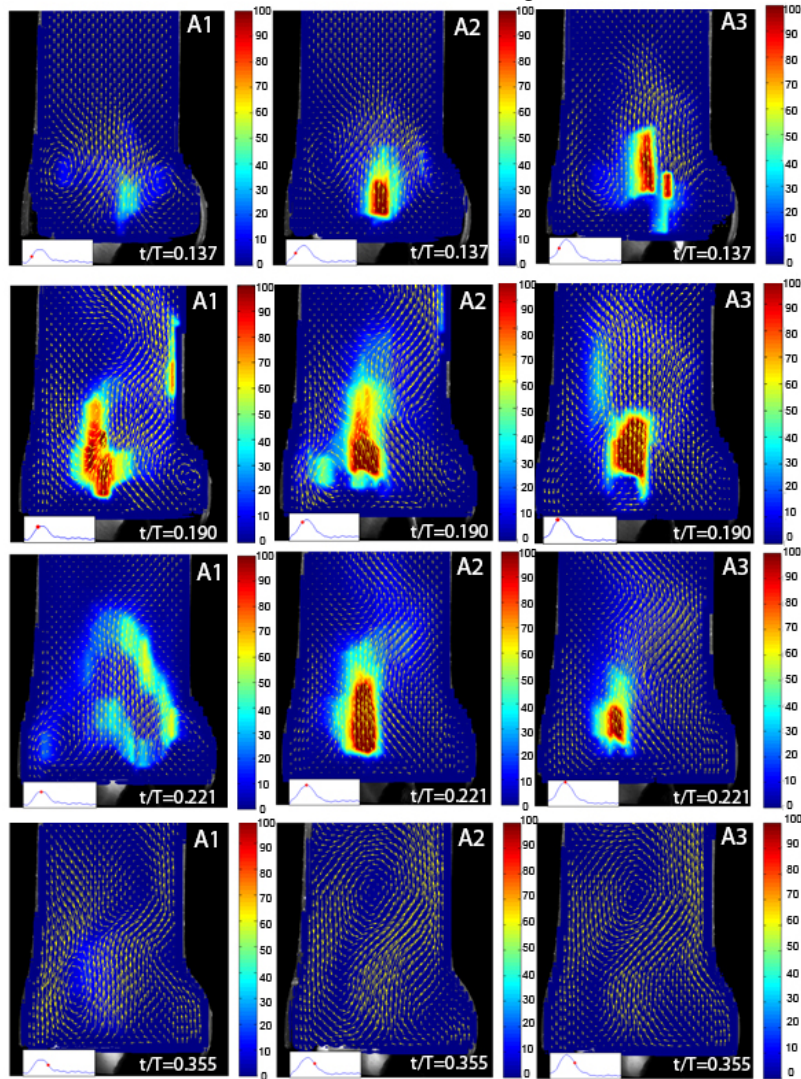 A1 100 90 80 70 60 50 40 30 20 10 0 t/T=0.137
A2 100 90 80 70 60 50 40 30 20 10 0 t/T=0.137
A3 100 90 80 70 60 50 40 30 20 10 0 t/T=0.137
A1 100 90 80 70 60 50 40 30 20 10 0 t/T=0.190
A2 100 90 80 70 60 50 40 30 20 10 0 t/T=0.190
A3 100 90 80 70 60 50 40 30 20 10 0 t/T=0.190
A1 100 90 80 70 60 50 40 30 20 10 0 t/T=0.221
A2 100 90 80 70 60 50 40 30 20 10 0 t/T=0.221
A3 100 90 80 70 60 50 40 30 20 10 0 t/T=0.221
A1 100 90 80 70 60 50 40 30 20 10 0 t/T=0.355
A2 100 90 80 70 60 50 40 30 20 10 0 t/T=0.355
A3 100 90 80 70 60 50 40 30 20 10 0 t/T=0.355